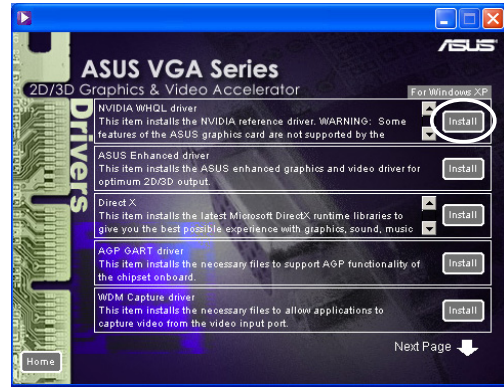 ASUS
ASUS VGA Series
2D/3D Graphics & Video Accelerator
For Windows XP
Drivers
NVIDIA WHQL driver
This item installs the NVIDIA reference driver. WARNING: Some
features of the ASUS graphics card are not supported by the
Install
ASUS Enhanced driver
This item installs the ASUS enhanced graphics and video driver for
optimum 2D/3D output.
Install
Direct X
This item installs the latest Microsoft DirectX runtime libraries to
give you the best possible experience with graphics, sound, music
Install
AGP GART driver
This item installs the necessary files to support AGP functionality of
the chipset onboard.
Install
WDM Capture driver
This item installs the necessary files to allow applications to
capture video from the video input port.
Install
Next Page
Home